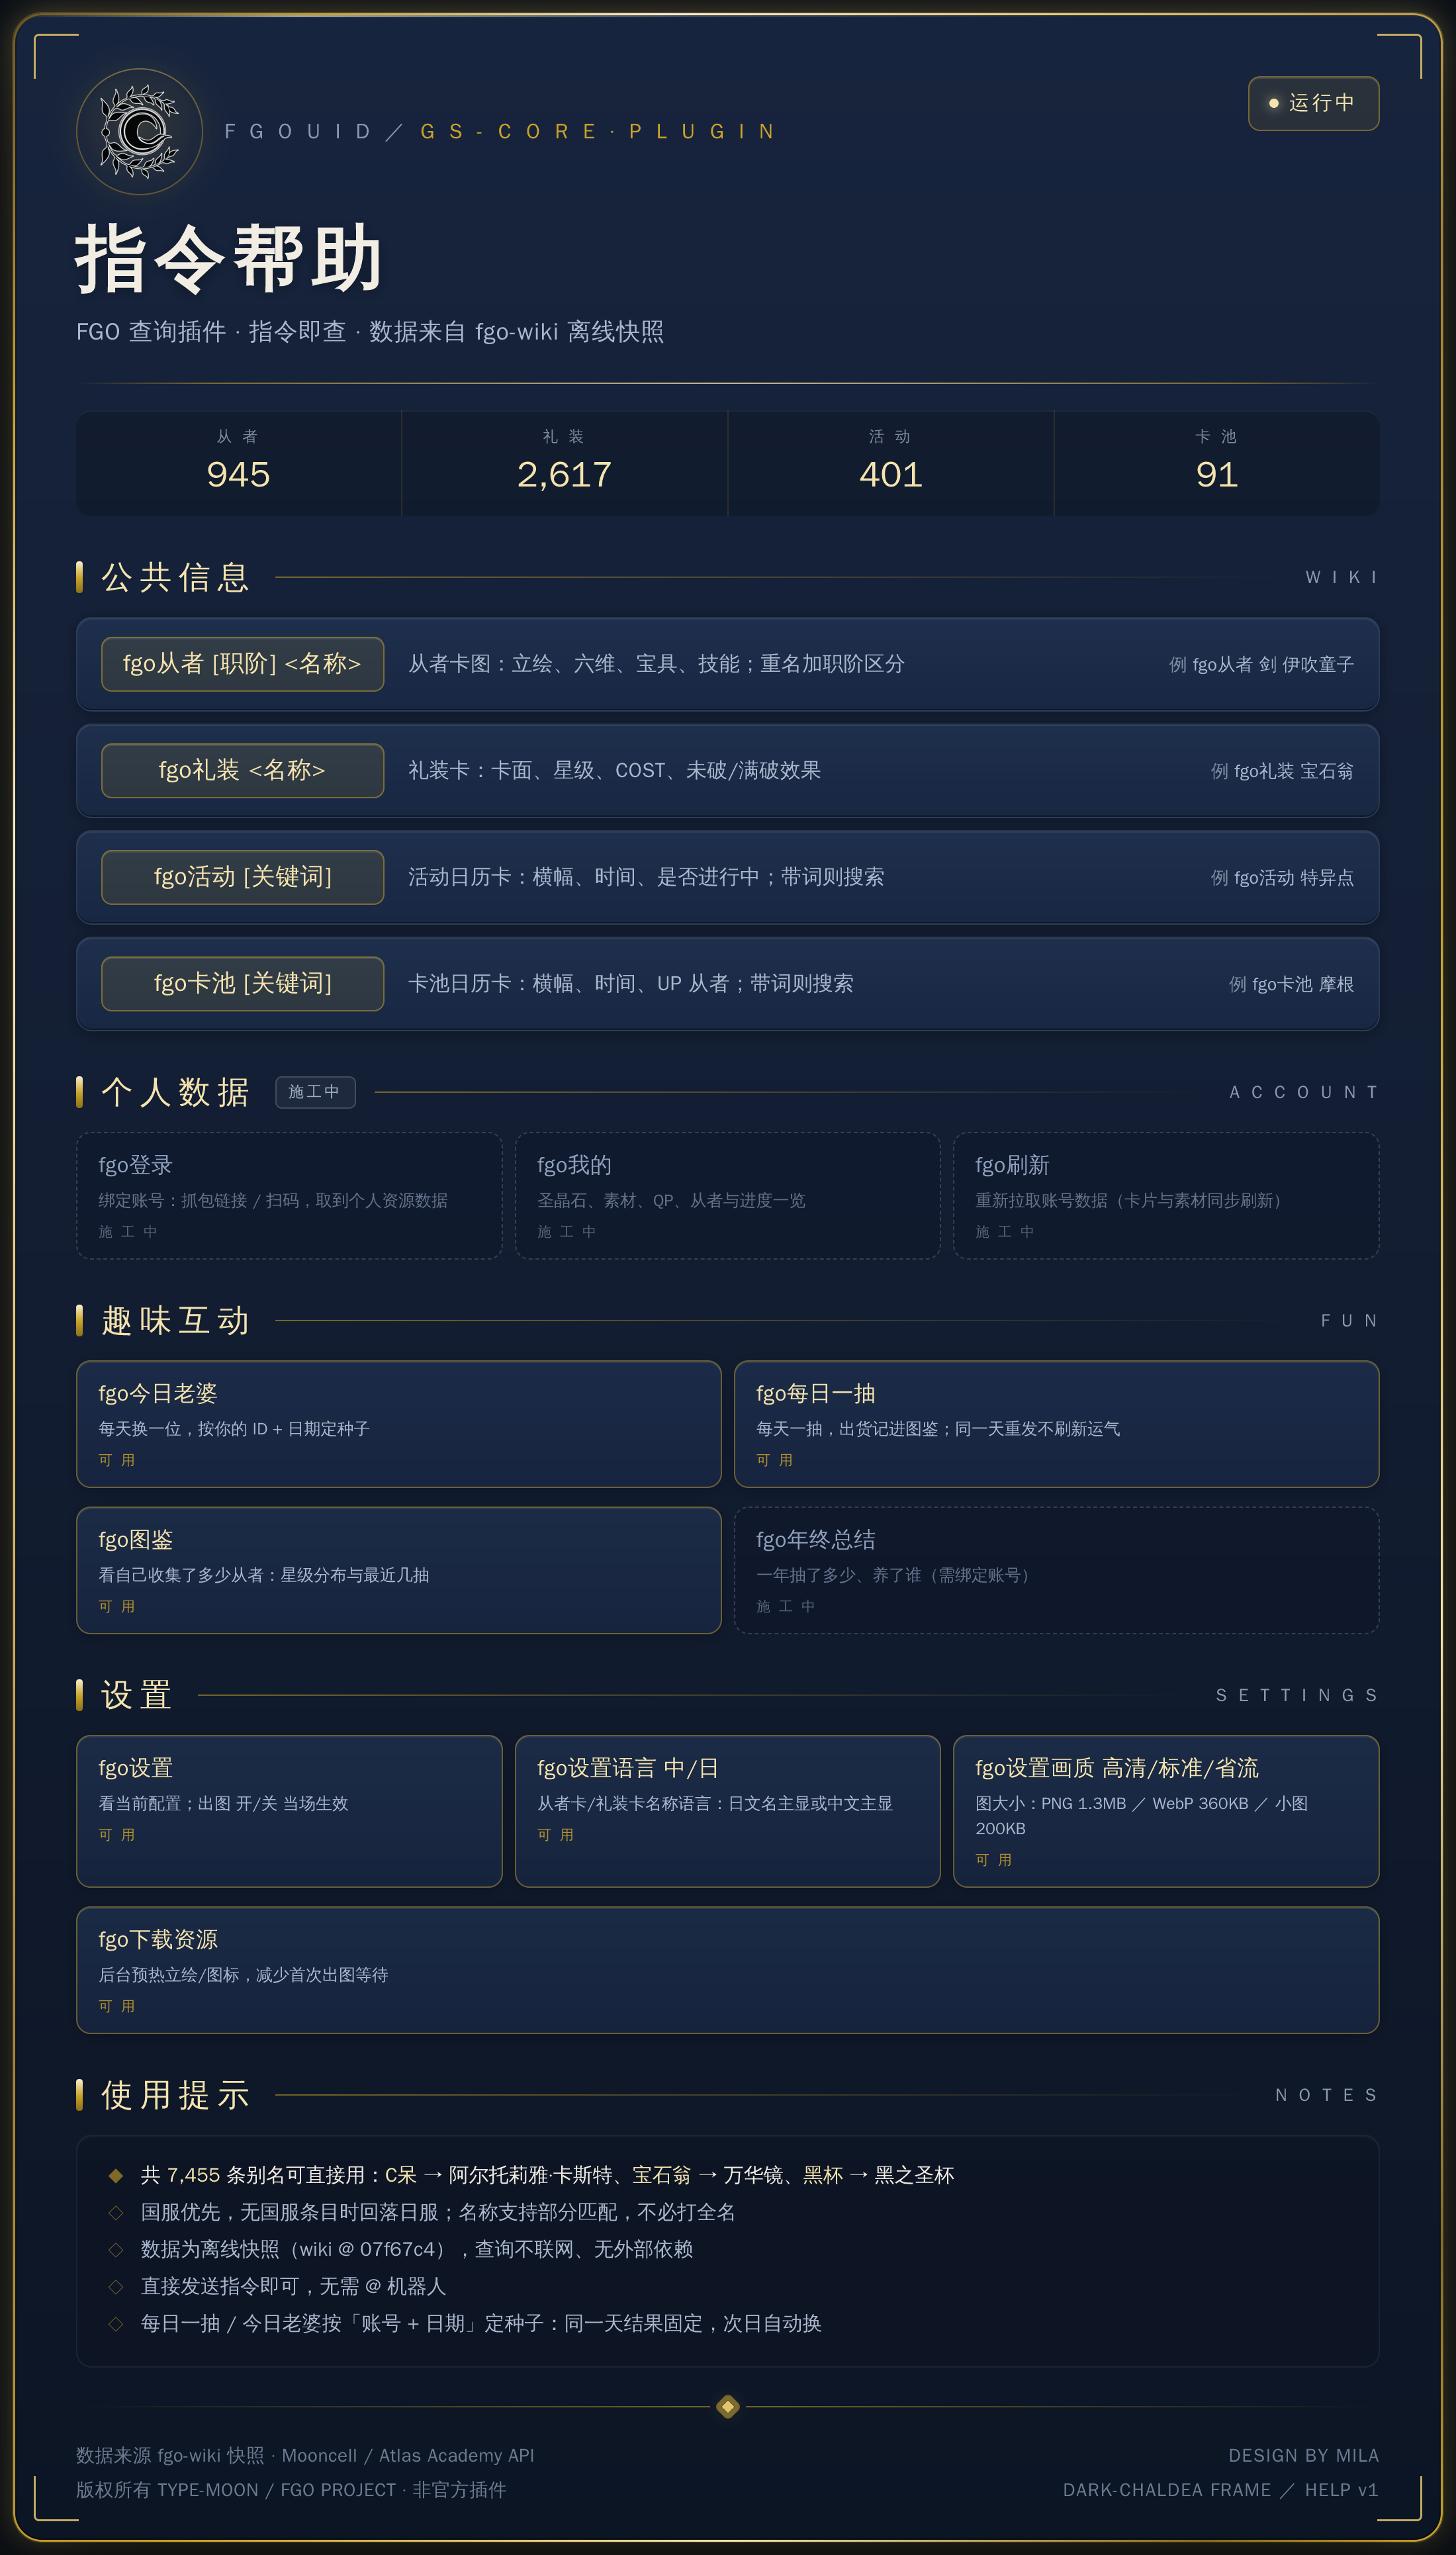 FGOUID／GS-CORE·PLUGIN
运行中
指令帮助
FGO 查询插件 · 指令即查 · 数据来自 fgo-wiki 离线快照
从者
945
礼装
2,617
活动
401
卡池
91
公共信息
WIKI
fgo从者 [职阶] <名称>
从者卡图：立绘、六维、宝具、技能；重名加职阶区分
例 fgo从者 剑 伊吹童子
fgo礼装 <名称>
礼装卡：卡面、星级、COST、未破/满破效果
例 fgo礼装 宝石翁
fgo活动 [关键词]
活动日历卡：横幅、时间、是否进行中；带词则搜索
例 fgo活动 特异点
fgo卡池 [关键词]
卡池日历卡：横幅、时间、UP 从者；带词则搜索
例 fgo卡池 摩根
个人数据
施工中
ACCOUNT
fgo登录
绑定账号：抓包链接 / 扫码，取到个人资源数据
施工中
fgo我的
圣晶石、素材、QP、从者与进度一览
施工中
fgo刷新
重新拉取账号数据（卡片与素材同步刷新）
施工中
趣味互动
FUN
fgo今日老婆
每天换一位，按你的 ID + 日期定种子
可用
fgo每日一抽
每天一抽，出货记进图鉴；同一天重发不刷新运气
可用
fgo图鉴
看自己收集了多少从者：星级分布与最近几抽
可用
fgo年终总结
一年抽了多少、养了谁（需绑定账号）
施工中
设置
SETTINGS
fgo设置
看当前配置；出图 开/关 当场生效
可用
fgo设置语言 中/日
从者卡/礼装卡名称语言：日文名主显或中文主显
可用
fgo设置画质 高清/标准/省流
图大小：PNG 1.3MB ／ WebP 360KB ／ 小图
200KB
可用
fgo下载资源
后台预热立绘/图标，减少首次出图等待
可用
使用提示
NOTES
共 7,455 条别名可直接用：C呆 → 阿尔托莉雅·卡斯特、宝石翁 → 万华镜、黑杯 → 黑之圣杯
国服优先，无国服条目时回落日服；名称支持部分匹配，不必打全名
数据为离线快照（wiki @ 07f67c4），查询不联网、无外部依赖
直接发送指令即可，无需 @ 机器人
每日一抽 / 今日老婆按「账号 + 日期」定种子：同一天结果固定，次日自动换
数据来源 fgo-wiki 快照 · Mooncell / Atlas Academy API
版权所有 TYPE-MOON / FGO PROJECT · 非官方插件
DESIGN BY MILA
DARK-CHALDEA FRAME ／ HELP v1